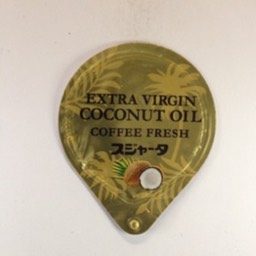 EXTRA VIRGIN
COCONUT OIL
COFFEE FRESH
スジャータ